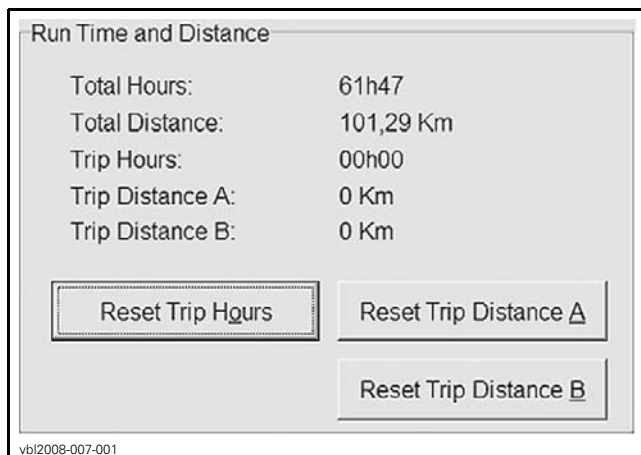 Run Time and Distance
Total Hours: 61h47
Total Distance: 101,29 Km
Trip Hours: 00h00
Trip Distance A: 0 Km
Trip Distance B: 0 Km
Reset Trip Hours Reset Trip Distance A
Reset Trip Distance B
vbl2008-007-001